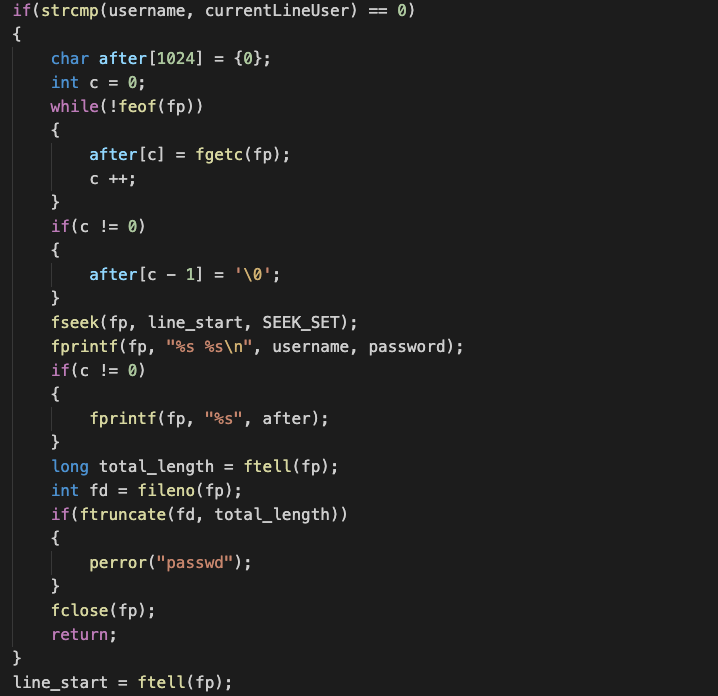 if(strcmp(username, currentLineUser) == 0)
{
    char after[1024] = {0};
    int c = 0;
    while(!feof(fp))
    {
        after[c] = fgetc(fp);
        c ++;
    }
    if(c != 0)
    {
        after[c - 1] = '\0';
    }
    fseek(fp, line_start, SEEK_SET);
    fprintf(fp, "%s %s\n", username, password);
    if(c != 0)
    {
        fprintf(fp, "%s", after);
    }
    long total_length = ftell(fp);
    int fd = fileno(fp);
    if(ftruncate(fd, total_length))
    {
        perror("passwd");
    }
    fclose(fp);
    return;
}
line_start = ftell(fp);